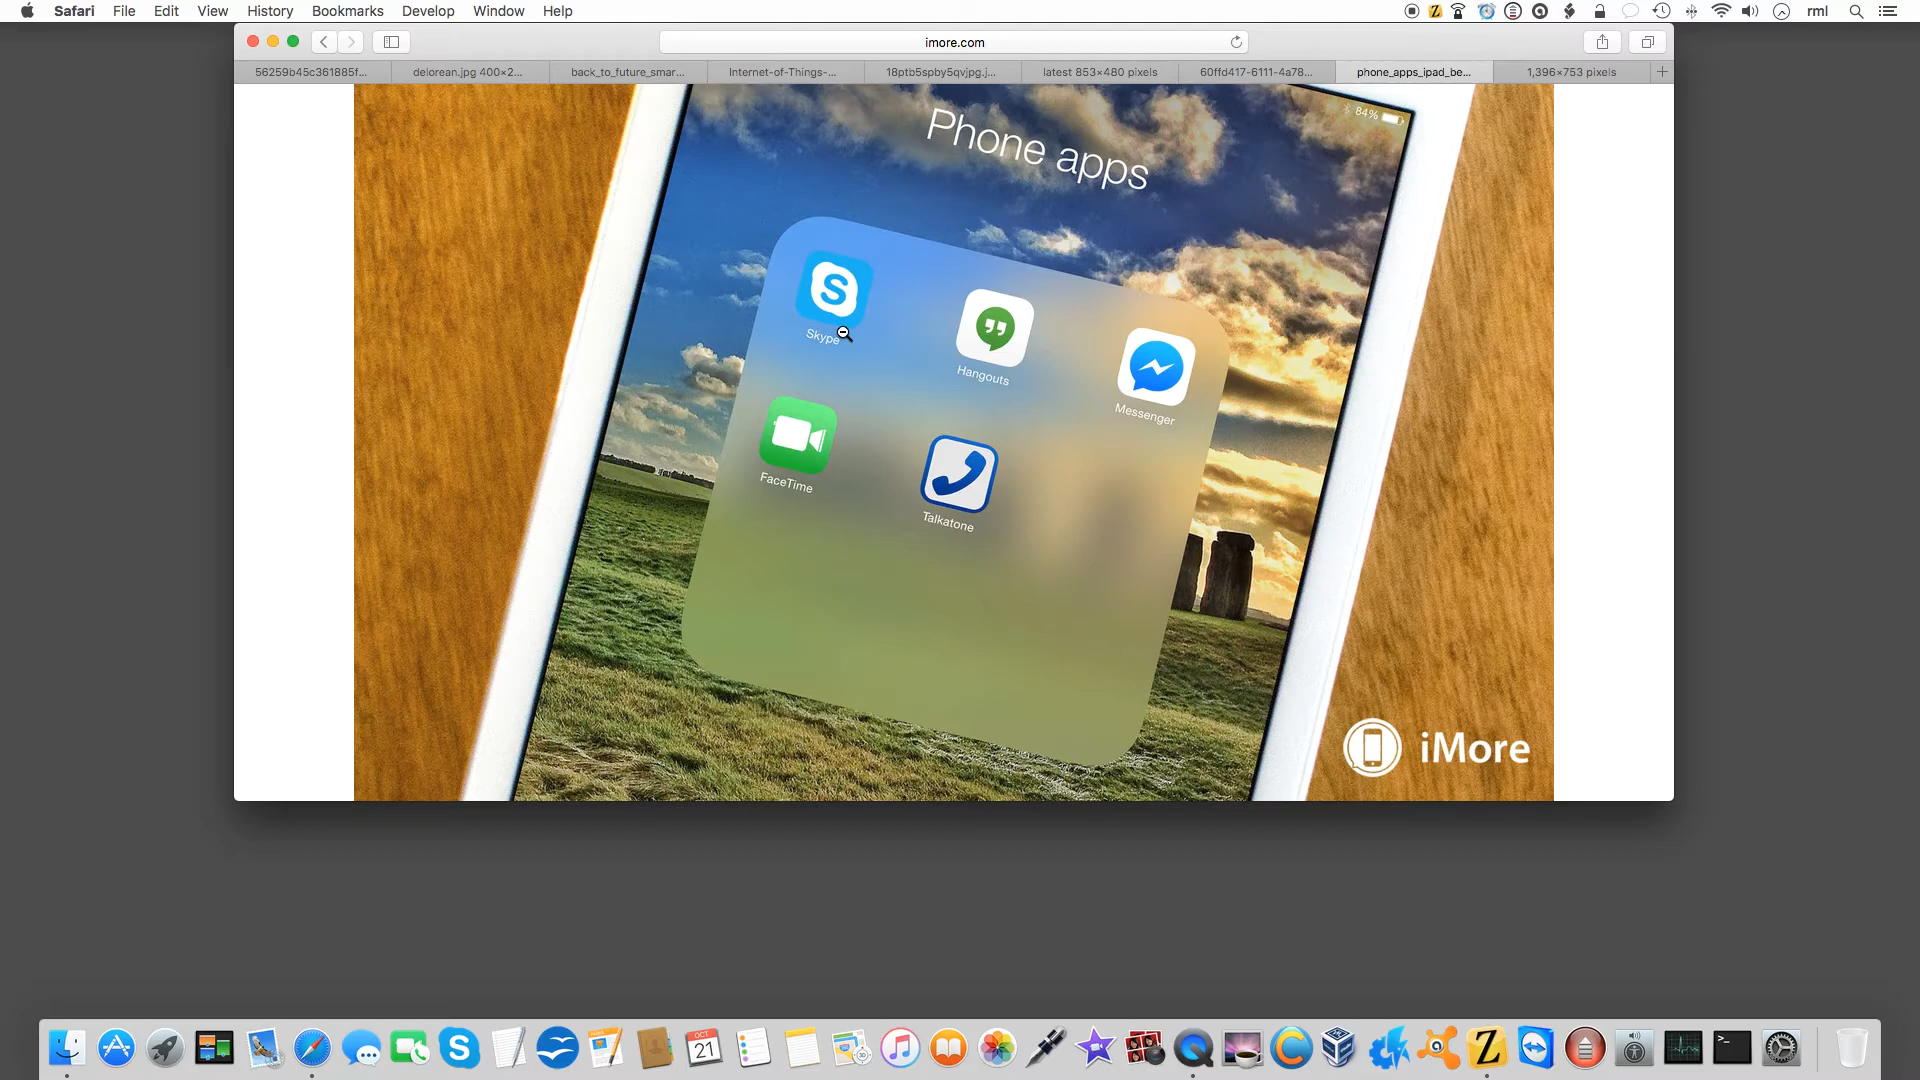 Safari File Edit View History Bookmarks Develop Window Help rml
imore.com
56259b45c361885f... delorean.jpg 400×2... back_to_future_smar... Internet-of-Things-... 18ptb5spby5qvjpg.j... latest 853×480 pixels 60ffd417-6111-4a78... phone_apps_ipad_be... 1,396×753 pixels
84%
Phone apps
Skype
Hangouts
Messenger
FaceTime
Talkatone
iMore
OCT
21